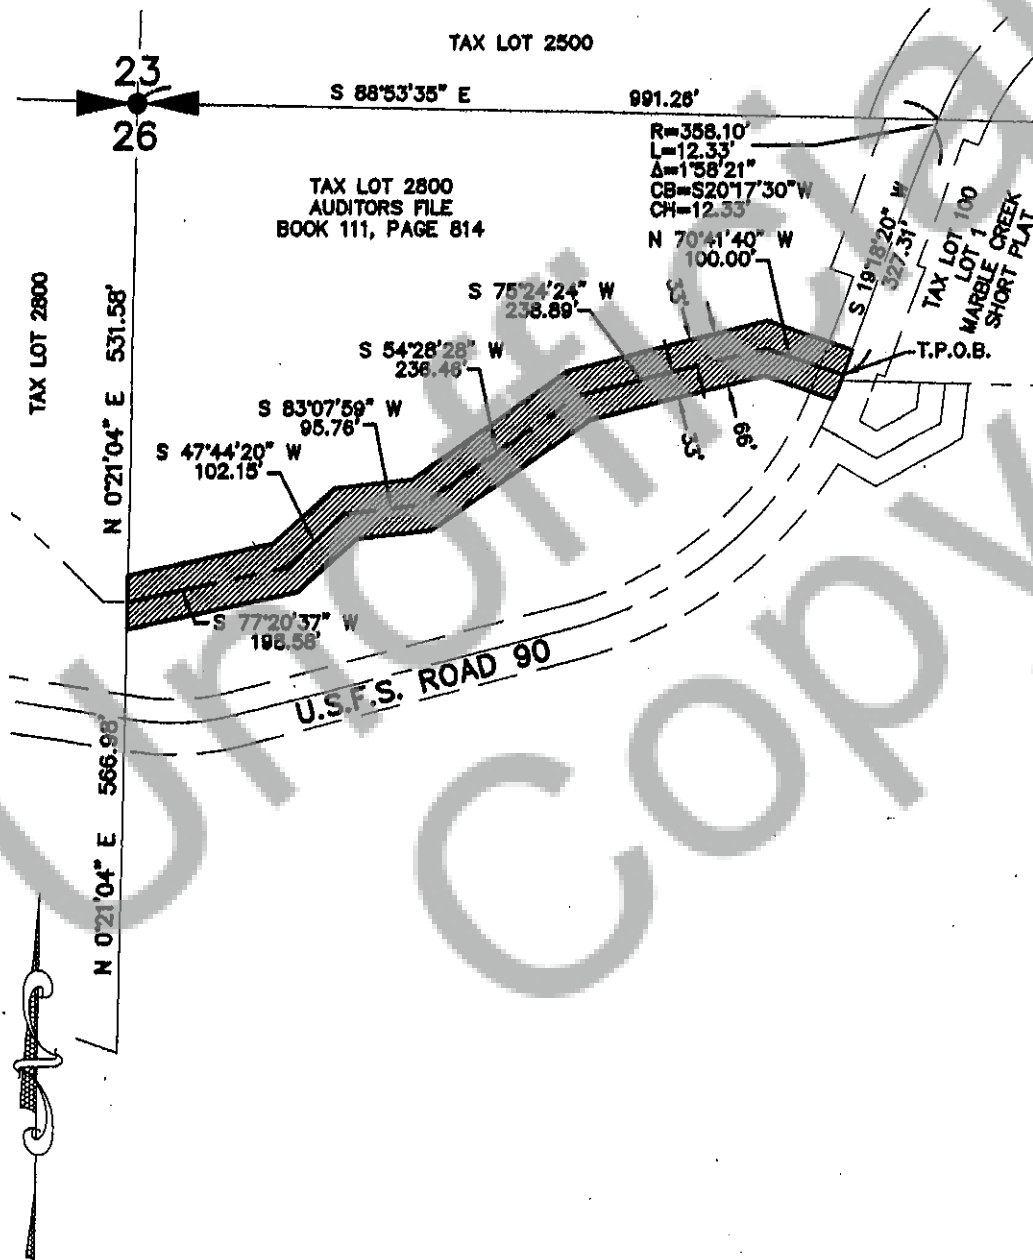 TAX LOT 2500
23
26
S 88°53'35" E 991.26'
R=358.10'
L=12.33'
Δ=1°58'21"
CB=S20°17'30"W
CH=12.33'
TAX LOT 2800
AUDITORS FILE
BOOK 111, PAGE 814
N 70°41'40" W
100.00'
S 19°18'20" W
327.31'
TAX LOT 100
LOT 1
MARBLE CREEK
SHORT PLAT
T.P.O.B.
TAX LOT 2800
N 0°21'04" E 531.58'
S 75°24'24" W
238.89'
33'
33'
66'
S 54°28'28" W
236.46'
S 83°07'59" W
95.76'
S 47°44'20" W
102.15'
S 77°20'37" W
U.S.F.S. ROAD 90
N 0°21'04" E 566.98'
Unofficial
Copy